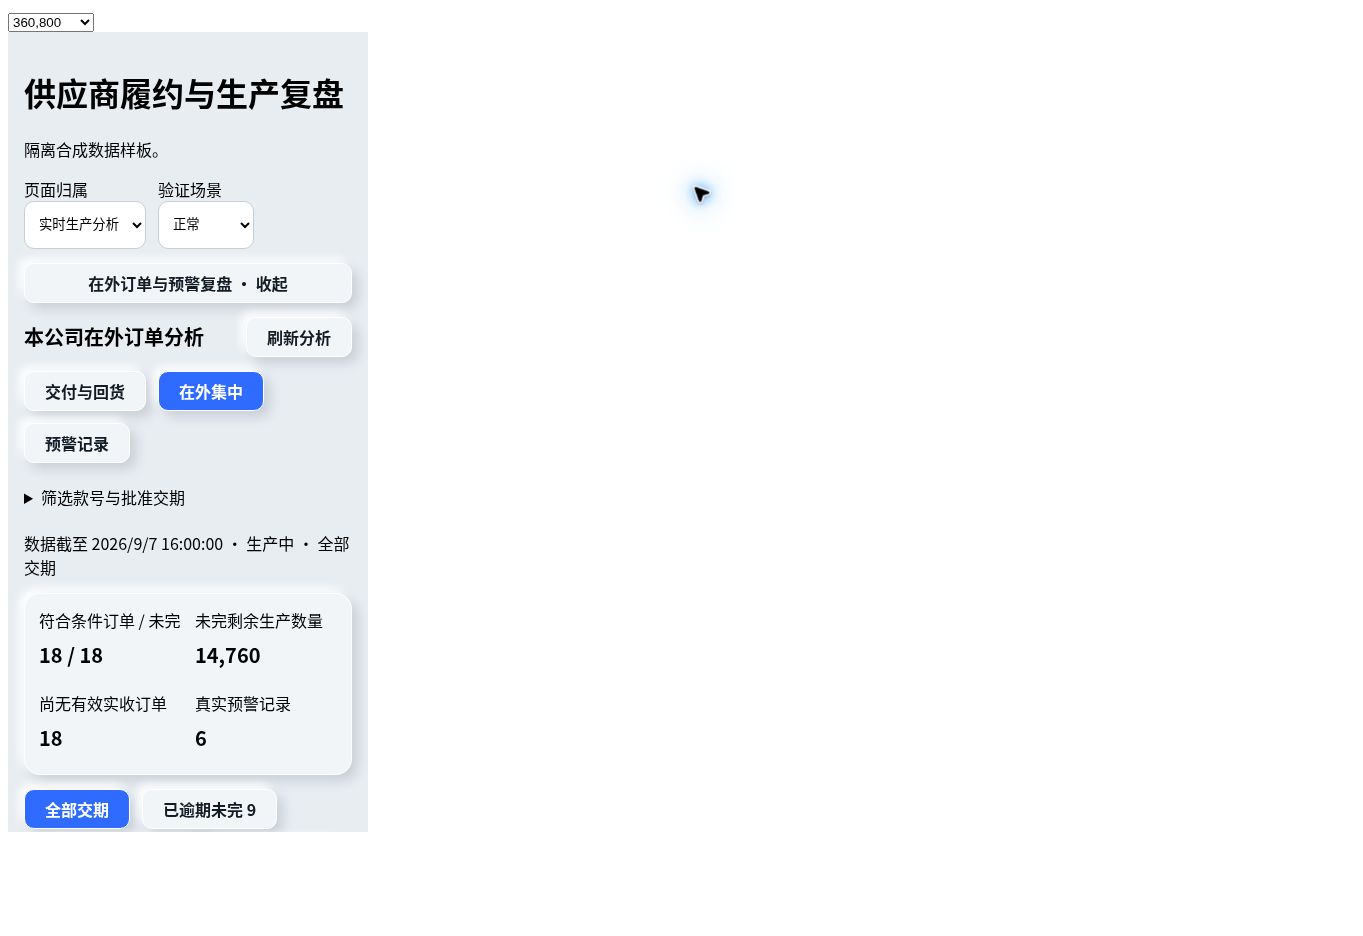 360,800
供应商履约与生产复盘
隔离合成数据样板。
页面归属 验证场景
实时生产分析 正常
在外订单与预警复盘 · 收起
本公司在外订单分析 刷新分析
交付与回货 在外集中
预警记录
▶ 筛选款号与批准交期
数据截至 2026/9/7 16:00:00 · 生产中 · 全部
交期
符合条件订单 / 未完 未完剩余生产数量
18 / 18 14,760
尚无有效实收订单 真实预警记录
18 6
全部交期 已逾期未完 9